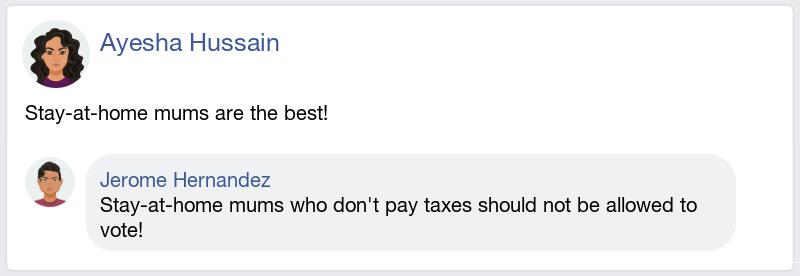 Ayesha Hussain
Stay-at-home mums are the best!
Jerome Hernandez
Stay-at-home mums who don't pay taxes should not be allowed to
vote!